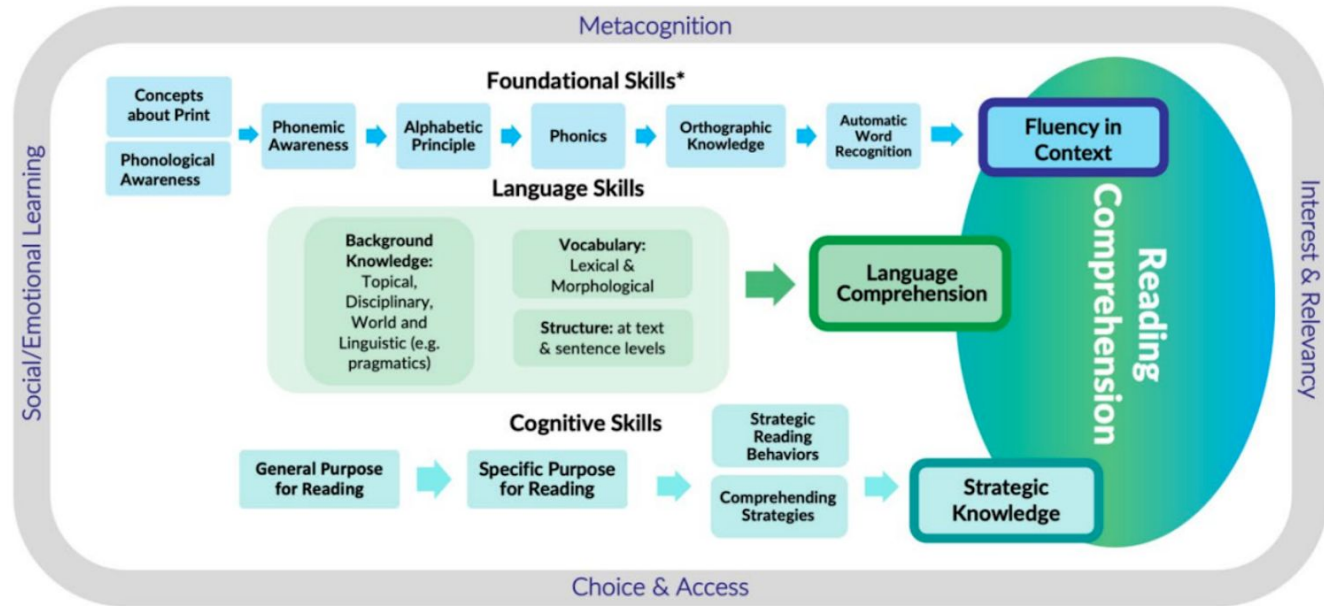 Metacognition
Social/Emotional Learning
Foundational Skills*
Concepts
about Print
Phonological
Awareness
Phonemic
Awareness
Alphabetic
Principle
Phonics
Orthographic
Knowledge
Automatic
Word
Recognition
Fluency in
Context
Language Skills
Background
Knowledge:
Topical,
Disciplinary,
World and
Linguistic (e.g.
pragmatics)
Vocabulary:
Lexical &
Morphological
Structure: at text
& sentence levels
Language
Comprehension
Cognitive Skills
General Purpose
for Reading
Specific Purpose
for Reading
Strategic
Reading
Behaviors
Comprehending
Strategies
Strategic
Knowledge
Reading
Comprehension
Interest & Relevancy
Choice & Access